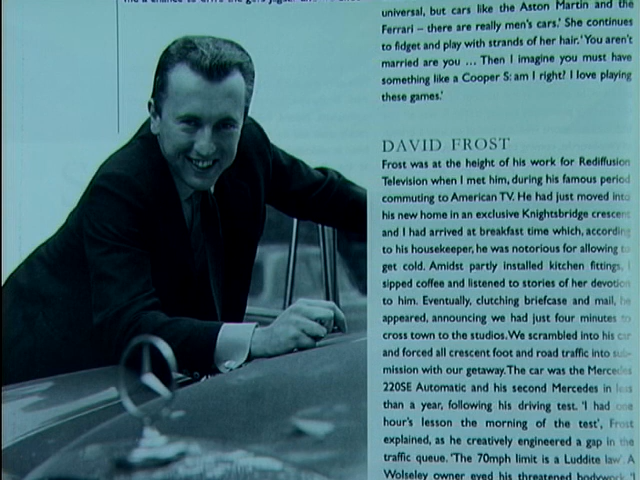 universal, but cars like the Aston Martin and the
Ferrari – there are really men's cars.' She continues
to fidget and play with strands of her hair. 'You aren't
married are you ... Then I imagine you must have
something like a Cooper S: am I right? I love playing
these games.'
DAVID FROST
Frost was at the height of his work for Rediffusion
Television when I met him, during his famous period
commuting to American TV. He had just moved into
his new home in an exclusive Knightsbridge crescent
and I had arrived at breakfast time which, according
to his housekeeper, he was notorious for allowing to
get cold. Amidst partly installed kitchen fittings, I
sipped coffee and listened to stories of her devotion
to him. Eventually, clutching briefcase and mail, he
appeared, announcing we had just four minutes to
cross town to the studios. We scrambled into his car
and forced all crescent foot and road traffic into sub-
mission with our getaway. The car was the Mercedes
220SE Automatic and his second Mercedes in less
than a year, following his driving test. 'I had one
hour's lesson the morning of the test', Frost
explained, as he creatively engineered a gap in the
traffic queue. 'The 70mph limit is a Luddite law'. A
Wolseley owner eyed his threatened bodywork. 'I